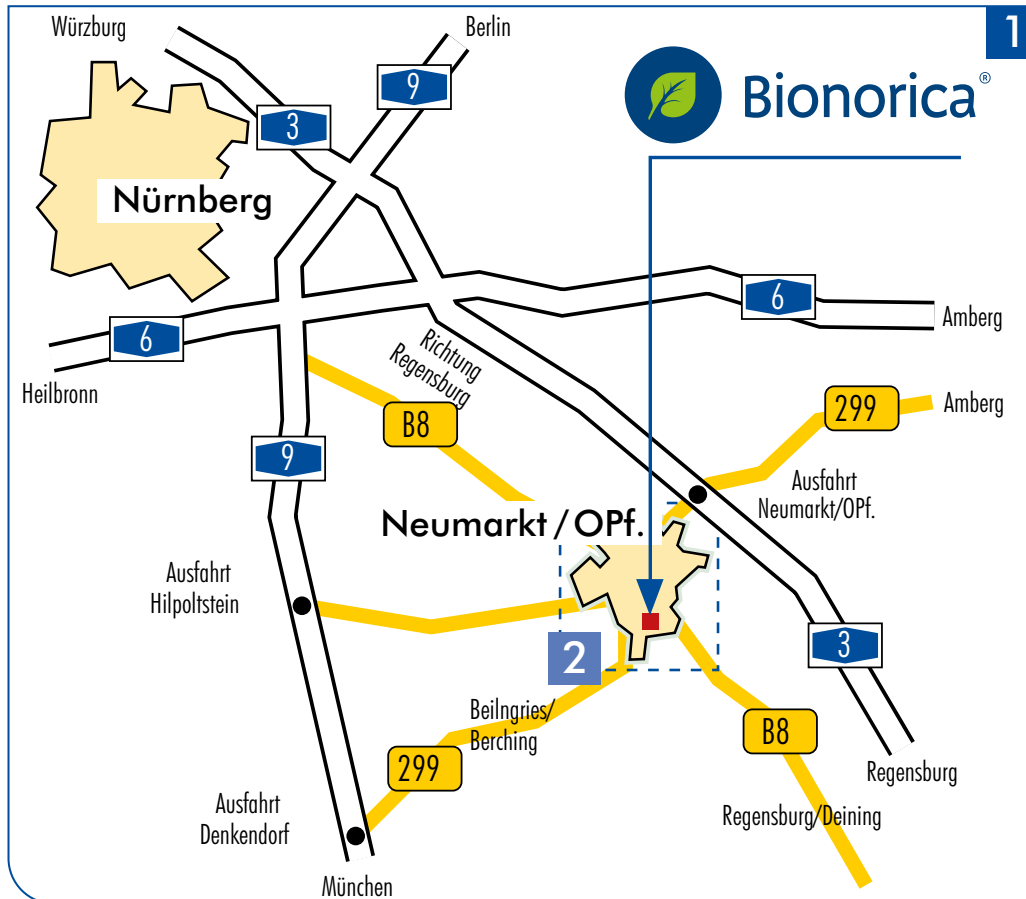 1
Würzburg
Berlin
9
3
Bionorica®
Nürnberg
6
6
Amberg
Heilbronn
Richtung
Regensburg
B8
299
Amberg
9
Ausfahrt
Neumarkt/OPf.
Neumarkt/OPf.
Ausfahrt
Hilpoltstein
2
3
Beilngries/
Berching
B8
299
Regensburg
Ausfahrt
Denkendorf
Regensburg/Deining
München